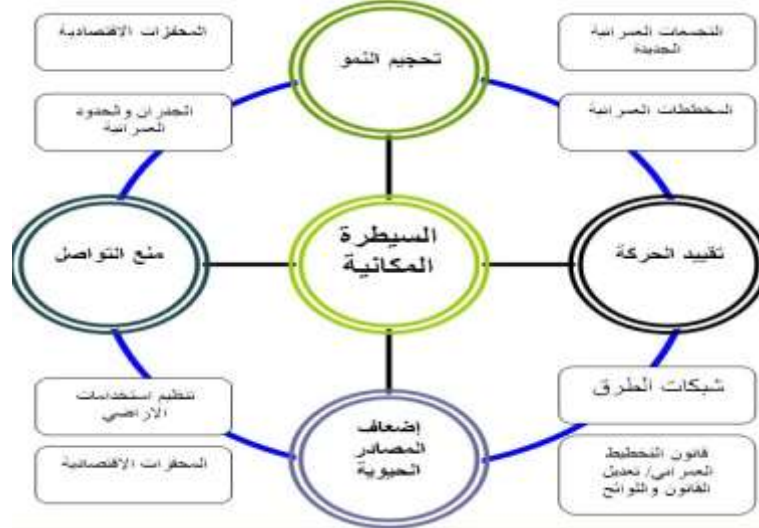 المحفزات الاقتصادية
تحجيم النمو
التجمعات العمرانية
الجديدة
الجدران والحدود
العمرانية
المخططات العمرانية
منع التواصل
السيطرة
المكانية
تقييد الحركة
تنظيم استخدامات
الاراضي
إضعاف
المصادر
الحيوية
شبكات الطرق
المحفزات الاقتصادية
قانون التخطيط
العمراني/ تعديل
القانون واللوائح